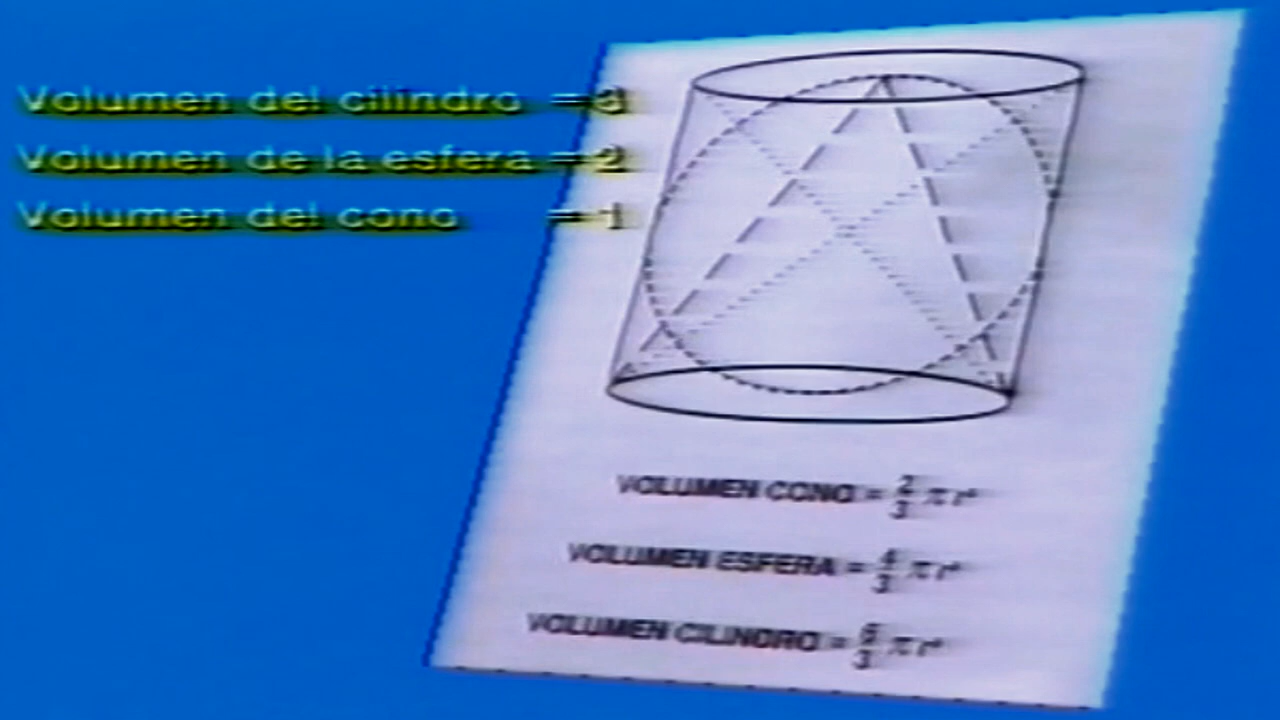 Volumen del cilindro = 3
Volumen de la esfera = 2
Volumen del cono = 1
VOLUMEN CONO = 2/3 π r³
VOLUMEN ESFERA = 4/3 π r³
VOLUMEN CILINDRO = 6/3 π r³